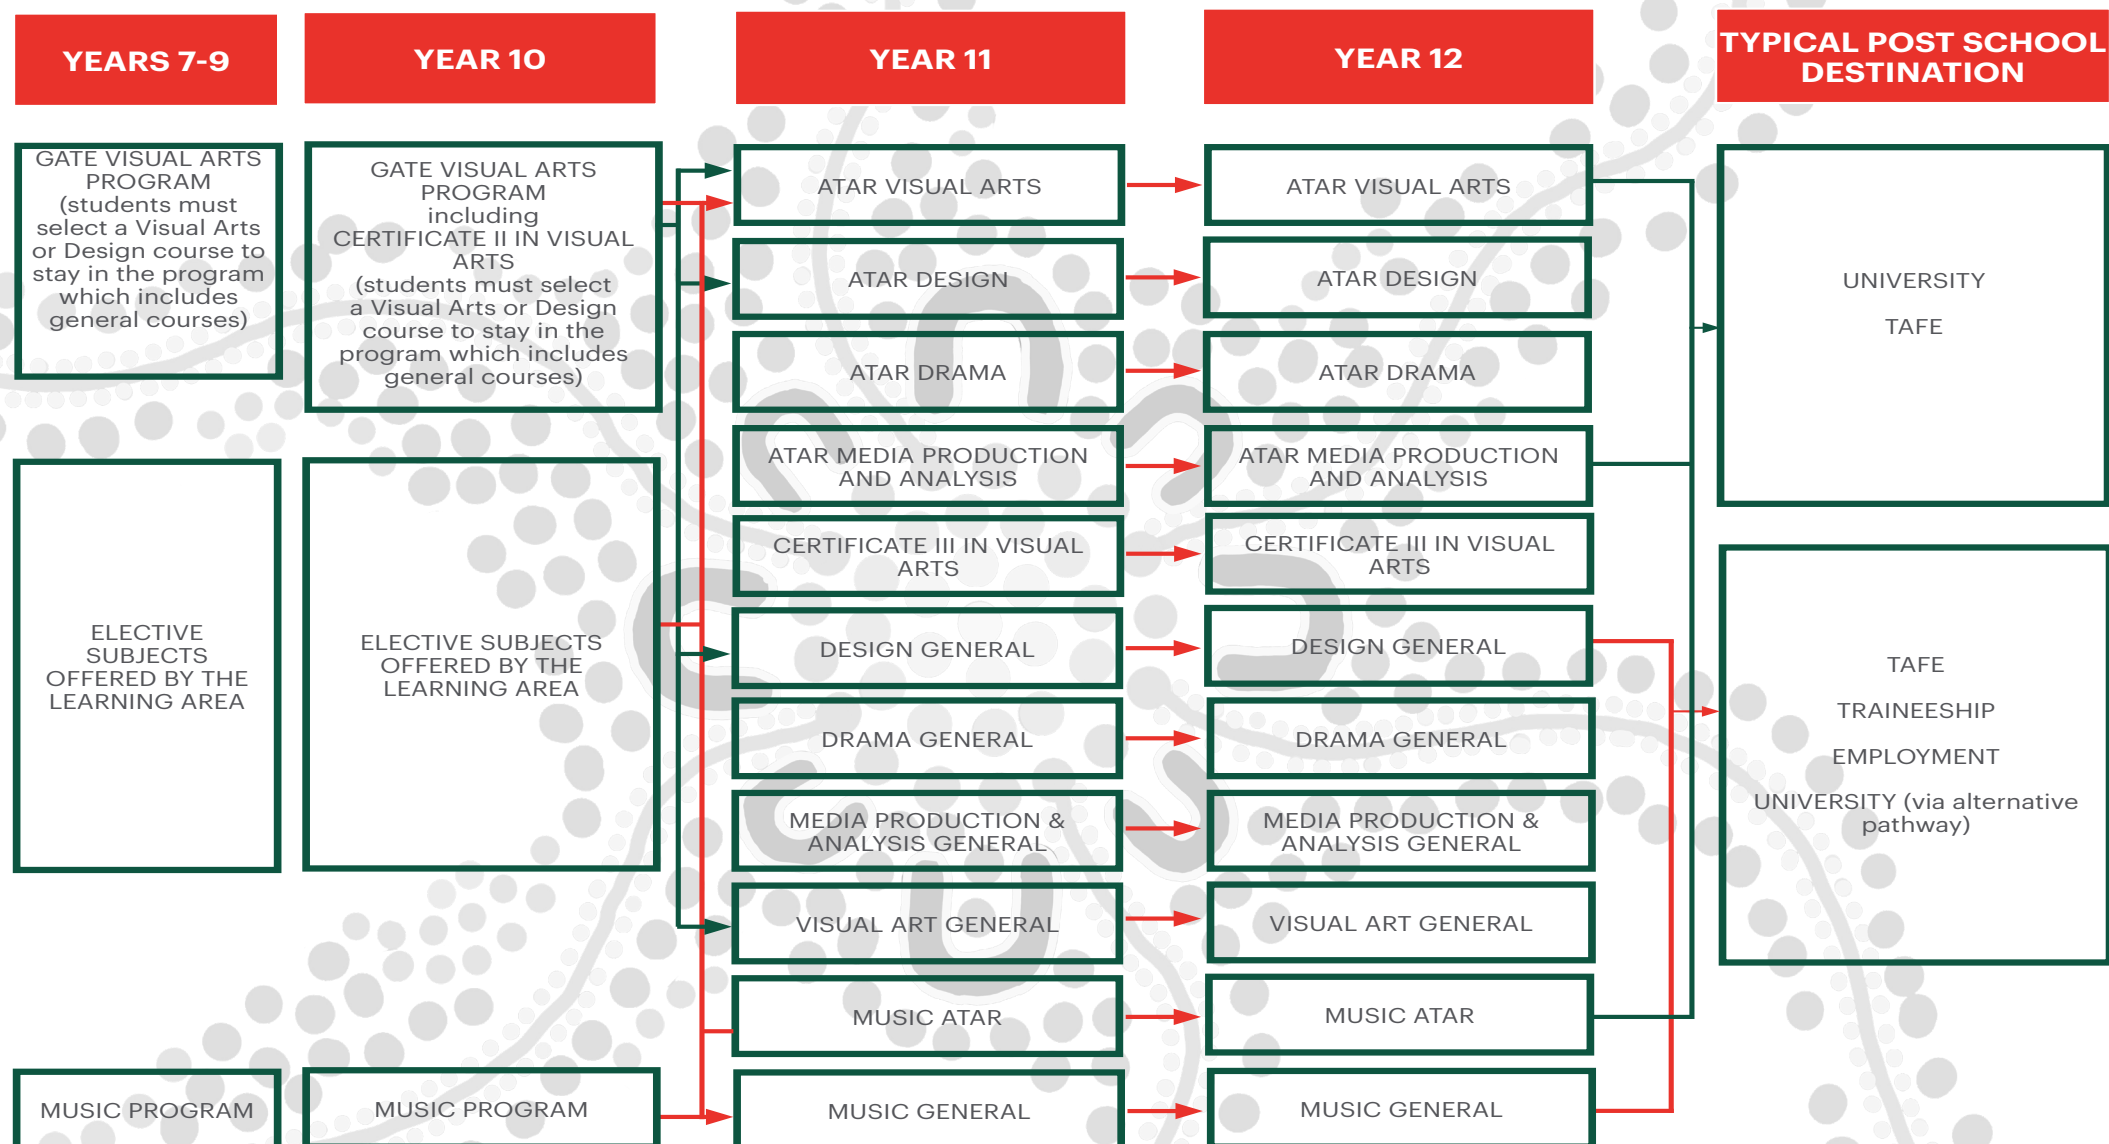 YEARS 7-9
YEAR 10
YEAR 11
YEAR 12
TYPICAL POST SCHOOL
DESTINATION
GATE VISUAL ARTS
PROGRAM
(students must
select a Visual Arts
or Design course to
stay in the program
which includes
general courses)
ELECTIVE
SUBJECTS
OFFERED BY THE
LEARNING AREA
MUSIC PROGRAM
GATE VISUAL ARTS
PROGRAM
including
CERTIFICATE II IN VISUAL
ARTS
(students must select
a Visual Arts or Design
course to stay in the
program which includes
general courses)
ELECTIVE SUBJECTS
OFFERED BY THE
LEARNING AREA
MUSIC PROGRAM
ATAR VISUAL ARTS
ATAR DESIGN
ATAR DRAMA
ATAR MEDIA PRODUCTION
AND ANALYSIS
CERTIFICATE III IN VISUAL
ARTS
DESIGN GENERAL
DRAMA GENERAL
MEDIA PRODUCTION &
ANALYSIS GENERAL
VISUAL ART GENERAL
MUSIC ATAR
MUSIC GENERAL
ATAR VISUAL ARTS
ATAR DESIGN
ATAR DRAMA
ATAR MEDIA PRODUCTION
AND ANALYSIS
CERTIFICATE III IN VISUAL
ARTS
DESIGN GENERAL
DRAMA GENERAL
MEDIA PRODUCTION &
ANALYSIS GENERAL
VISUAL ART GENERAL
MUSIC ATAR
MUSIC GENERAL
UNIVERSITY
TAFE
TAFE
TRAINEESHIP
EMPLOYMENT
UNIVERSITY (via alternative
pathway)